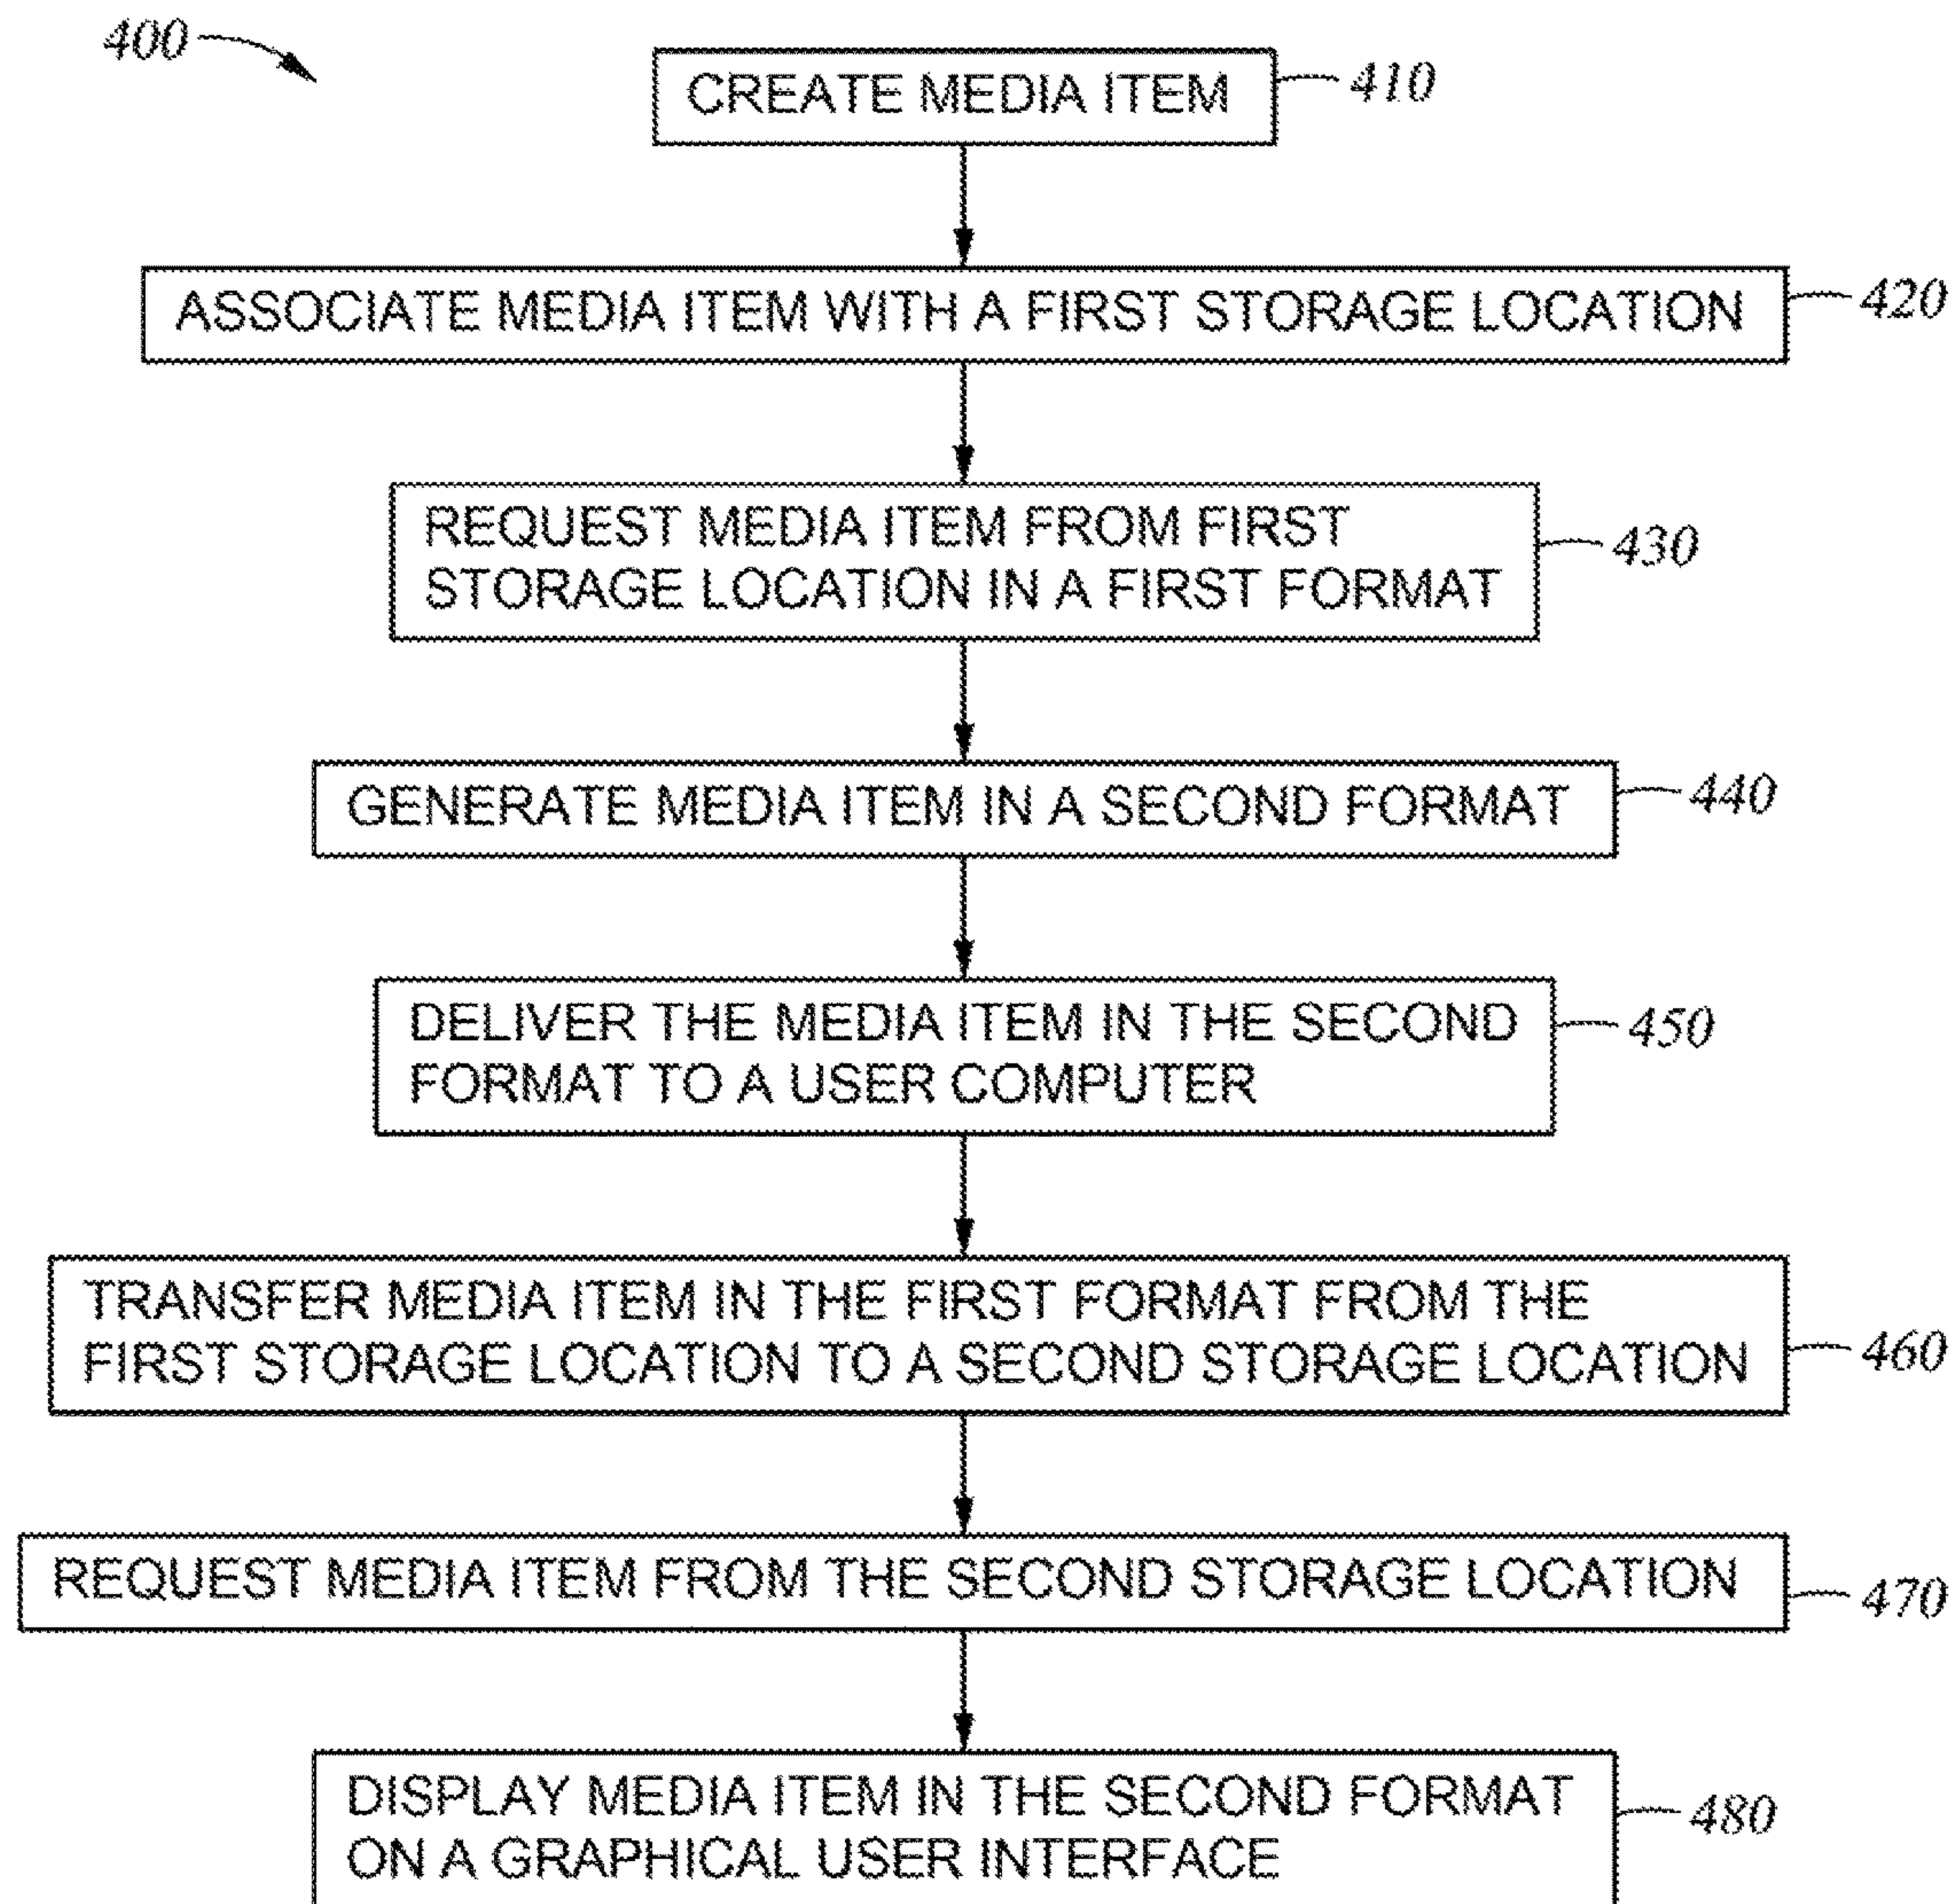 400
CREATE MEDIA ITEM
410
ASSOCIATE MEDIA ITEM WITH A FIRST STORAGE LOCATION
420
REQUEST MEDIA ITEM FROM FIRST
STORAGE LOCATION IN A FIRST FORMAT
430
GENERATE MEDIA ITEM IN A SECOND FORMAT
440
DELIVER THE MEDIA ITEM IN THE SECOND
FORMAT TO A USER COMPUTER
450
TRANSFER MEDIA ITEM IN THE FIRST FORMAT FROM THE
FIRST STORAGE LOCATION TO A SECOND STORAGE LOCATION
460
REQUEST MEDIA ITEM FROM THE SECOND STORAGE LOCATION
470
DISPLAY MEDIA ITEM IN THE SECOND FORMAT
ON A GRAPHICAL USER INTERFACE
480